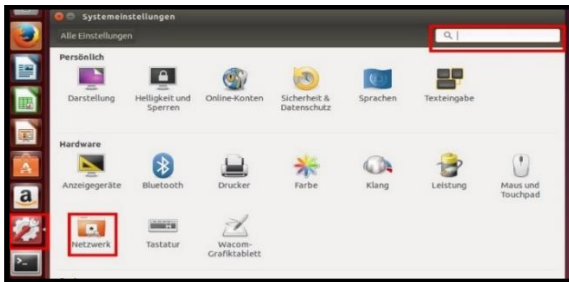 Systemeinstellungen
Alle Einstellungen
Persönlich
Darstellung
Helligkeit und
Sperren
Online-Konten
Sicherheit &
Datenschutz
Sprachen
Texteingabe
Hardware
Anzeigegeräte
Bluetooth
Drucker
Farbe
Klang
Leistung
Maus und
Touchpad
Netzwerk
Tastatur
Wacom-
Grafiktablett